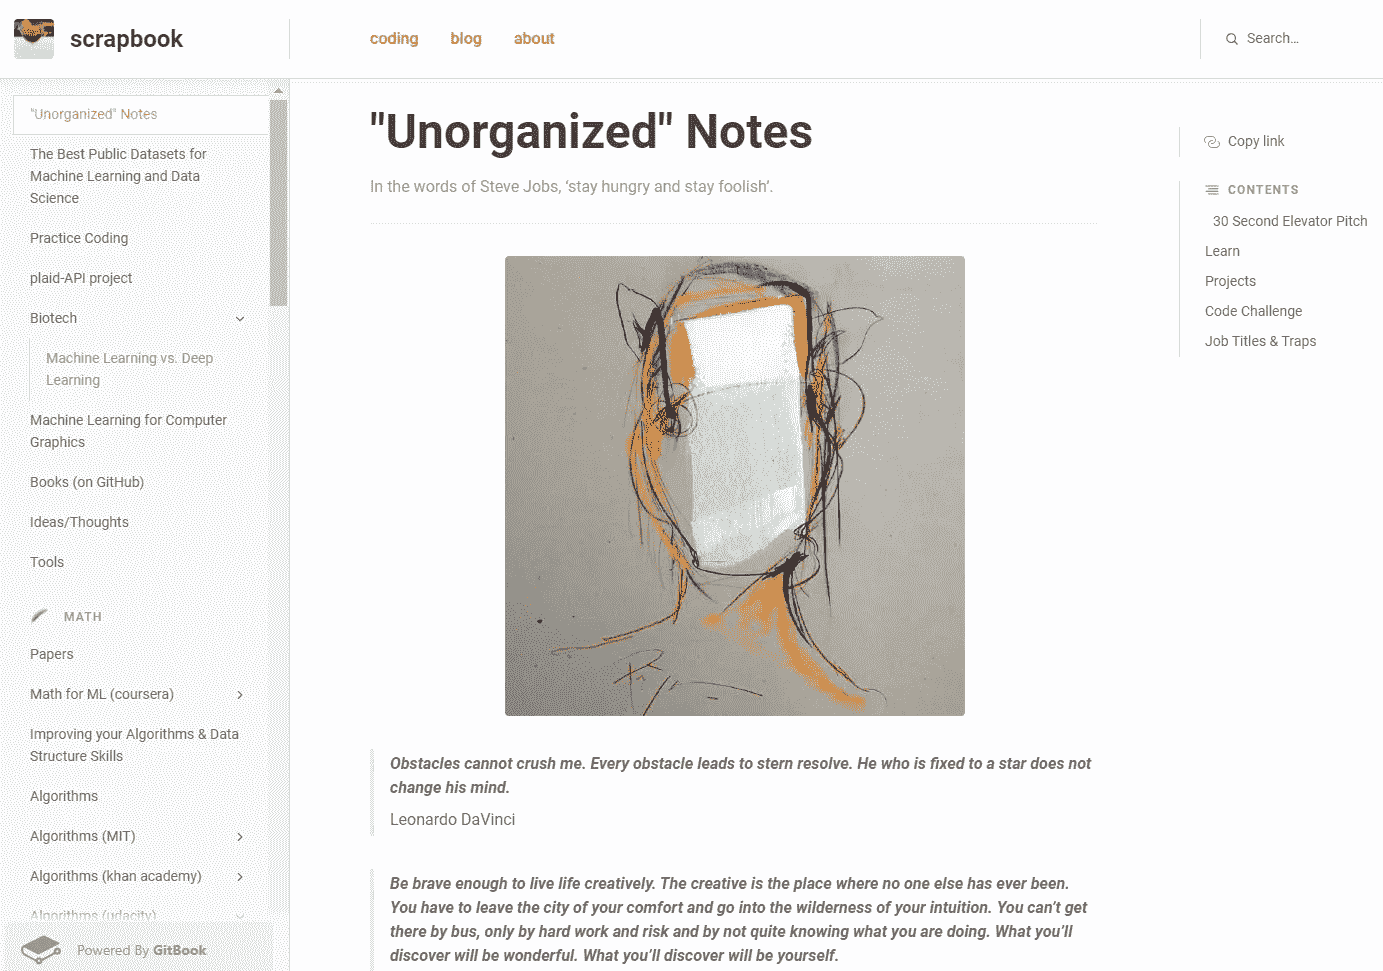 scrapbook
coding
blog
about
Search...
"Unorganized" Notes
The Best Public Datasets for
Machine Learning and Data
Science
Practice Coding
plaid-API project
Biotech
Machine Learning vs. Deep
Learning
Machine Learning for Computer
Graphics
Books (on GitHub)
Ideas/Thoughts
Tools
MATH
Papers
Math for ML (coursera)
Improving your Algorithms & Data
Structure Skills
Algorithms
Algorithms (MIT)
Algorithms (khan academy)
Algorithms (udacity)
Powered By GitBook
"Unorganized" Notes
In the words of Steve Jobs, ‘stay hungry and stay foolish’.
Obstacles cannot crush me. Every obstacle leads to stern resolve. He who is fixed to a star does not
change his mind.
Leonardo DaVinci
Be brave enough to live life creatively. The creative is the place where no one else has ever been.
You have to leave the city of your comfort and go into the wilderness of your intuition. You can’t get
there by bus, only by hard work and risk and by not quite knowing what you are doing. What you’ll
discover will be wonderful. What you’ll discover will be yourself.
Copy link
CONTENTS
30 Second Elevator Pitch
Learn
Projects
Code Challenge
Job Titles & Traps